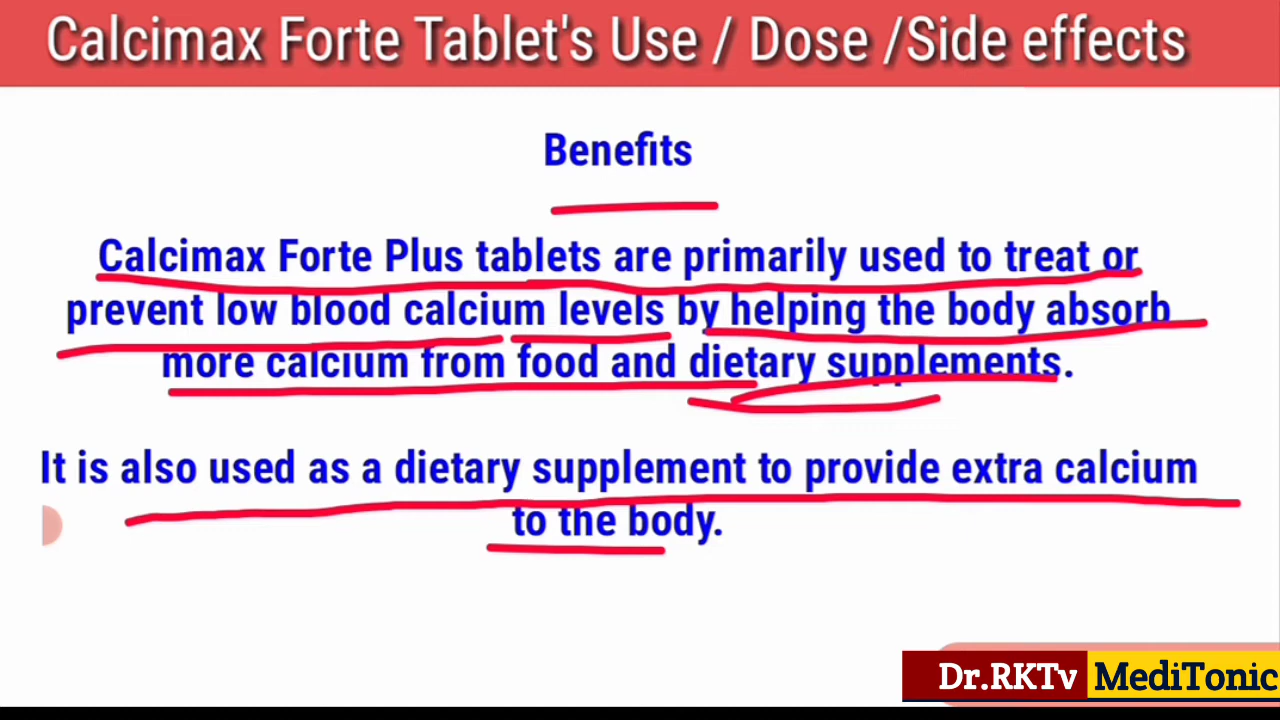 Calcimax Forte Tablet's Use / Dose /Side effects
Benefits
Calcimax Forte Plus tablets are primarily used to treat or
prevent low blood calcium levels by helping the body absorb
more calcium from food and dietary supplements.
It is also used as a dietary supplement to provide extra calcium
to the body.
Dr.RKTv MediTonic